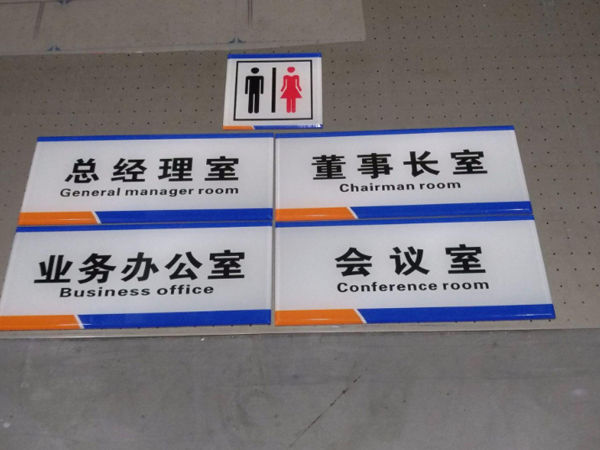 总经理室
General manager room
董事长室
Chairman room
业务办公室
Business office
会议室
Conference room